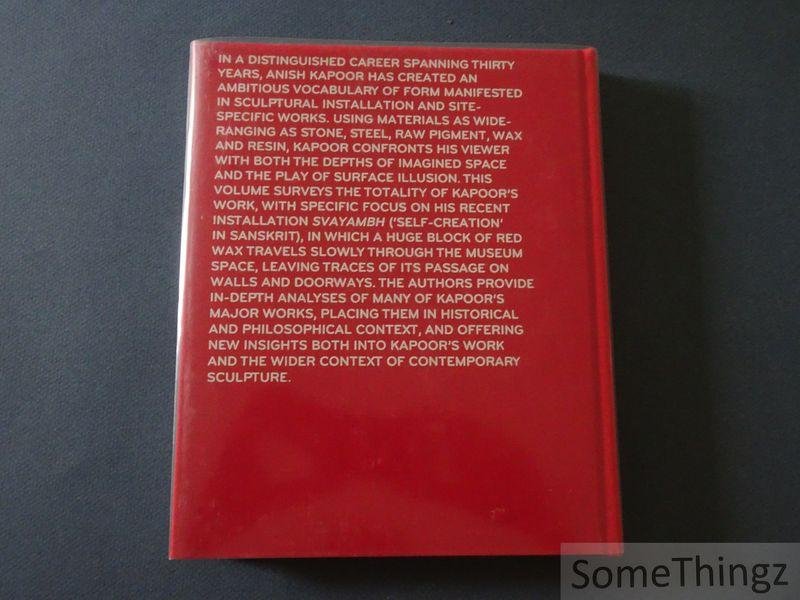 IN A DISTINGUISHED CAREER SPANNING THIRTY
YEARS, ANISH KAPOOR HAS CREATED AN
AMBITIOUS VOCABULARY OF FORM MANIFESTED
IN SCULPTURAL INSTALLATION AND SITE-
SPECIFIC WORKS. USING MATERIALS AS WIDE-
RANGING AS STONE, STEEL, RAW PIGMENT, WAX
AND RESIN, KAPOOR CONFRONTS HIS VIEWER
WITH BOTH THE DEPTHS OF IMAGINED SPACE
AND THE PLAY OF SURFACE ILLUSION. THIS
VOLUME SURVEYS THE TOTALITY OF KAPOOR'S
WORK, WITH SPECIFIC FOCUS ON HIS RECENT
INSTALLATION SVAYAMBH ('SELF-CREATION'
IN SANSKRIT), IN WHICH A HUGE BLOCK OF RED
WAX TRAVELS SLOWLY THROUGH THE MUSEUM
SPACE, LEAVING TRACES OF ITS PASSAGE ON
WALLS AND DOORWAYS. THE AUTHORS PROVIDE
IN-DEPTH ANALYSES OF MANY OF KAPOOR'S
MAJOR WORKS, PLACING THEM IN HISTORICAL
AND PHILOSOPHICAL CONTEXT, AND OFFERING
NEW INSIGHTS BOTH INTO KAPOOR'S WORK
AND THE WIDER CONTEXT OF CONTEMPORARY
SCULPTURE.
SomeThingz